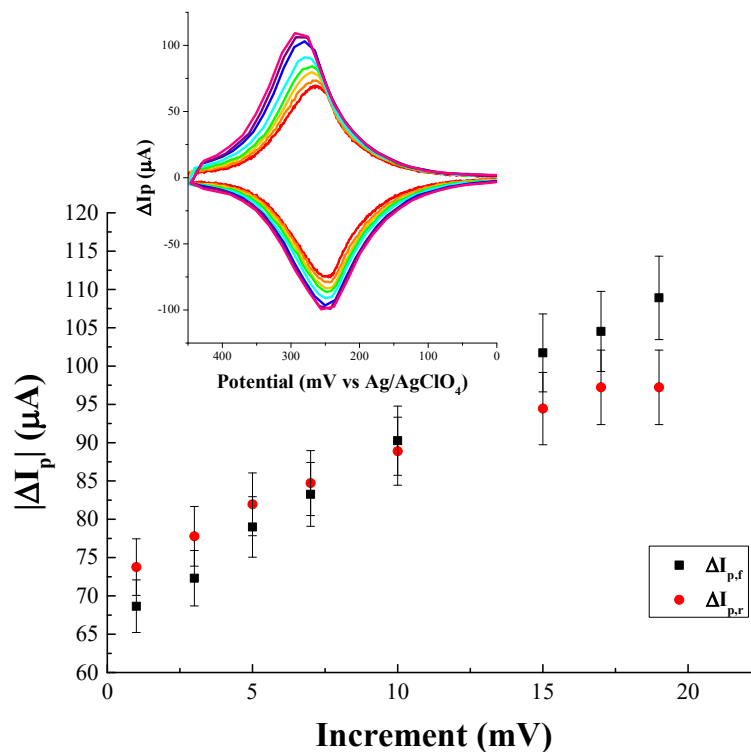 100
50
0
-50
-100
ΔIp (μA)
400 300 200 100 0
Potential (mV vs Ag/AgClO4)
120
115
110
105
100
95
90
85
80
75
70
65
60
|ΔIp| (μA)
ΔIp,f
ΔIp,r
0 5 10 15 20
Increment (mV)